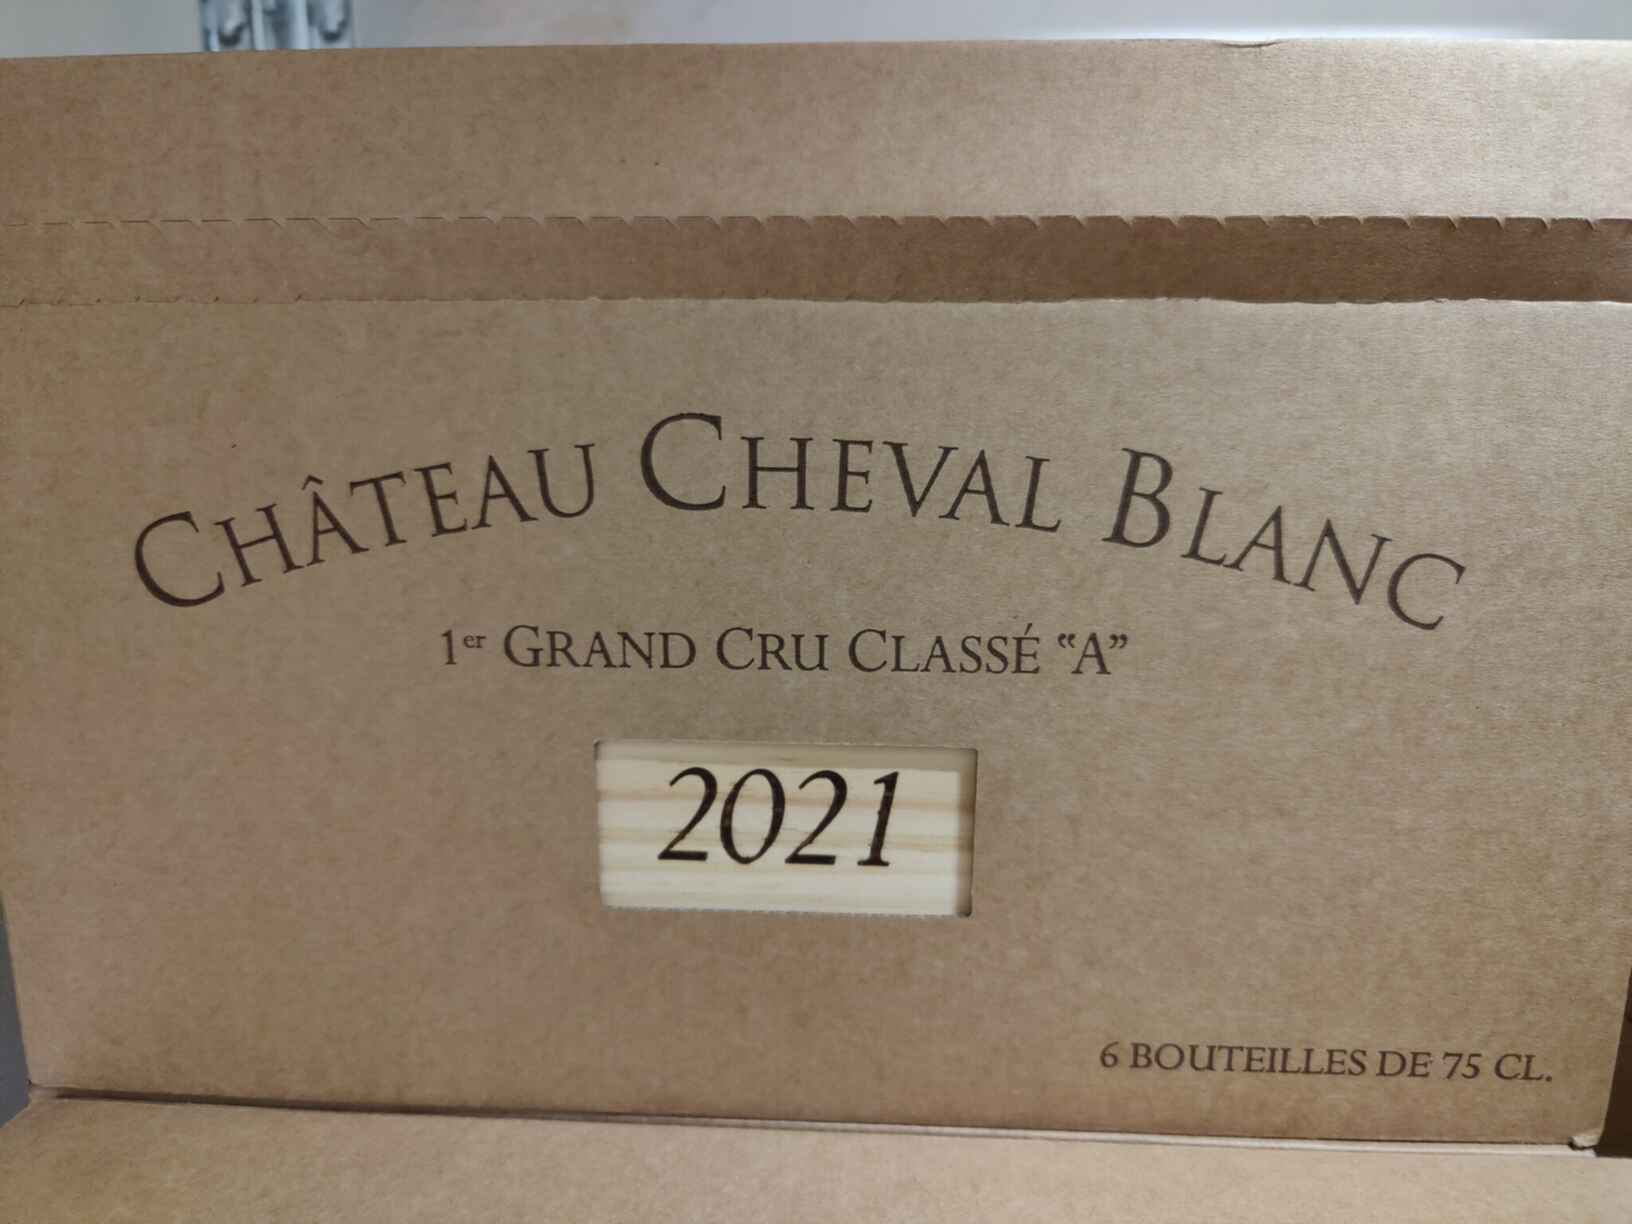 CHÂTEAU CHEVAL BLANC
1er GRAND CRU CLASSÉ "A"
2021
6 BOUTEILLES DE 75 CL.